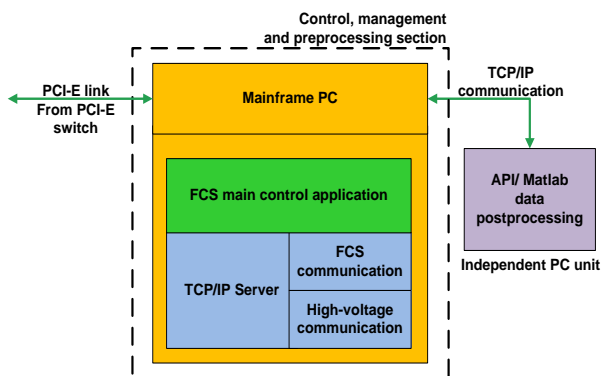 Control, management
and preprocessing section
PCI-E link
From PCI-E
switch
Mainframe PC
TCP/IP
communication
FCS main control application
API/ Matlab
data
postprocessing
TCP/IP Server
FCS
communication
High-voltage
communication
Independent PC unit